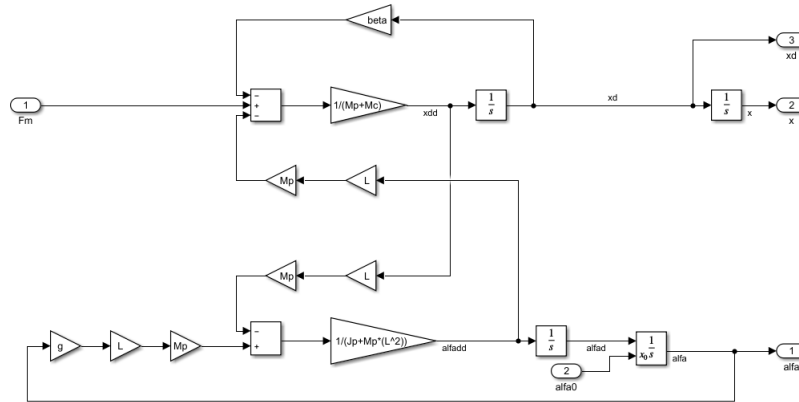 beta
3
xd
−
+
−
1
Fm
1/(Mp+Mc)
xdd
1
s
xd
1
s
x
2
x
Mp
L
Mp
L
g
L
Mp
−
+
1/(Jp+Mp*(L^2))
alfadd
1
s
alfad
2
alfa0
x0
1
s
alfa
1
alfa